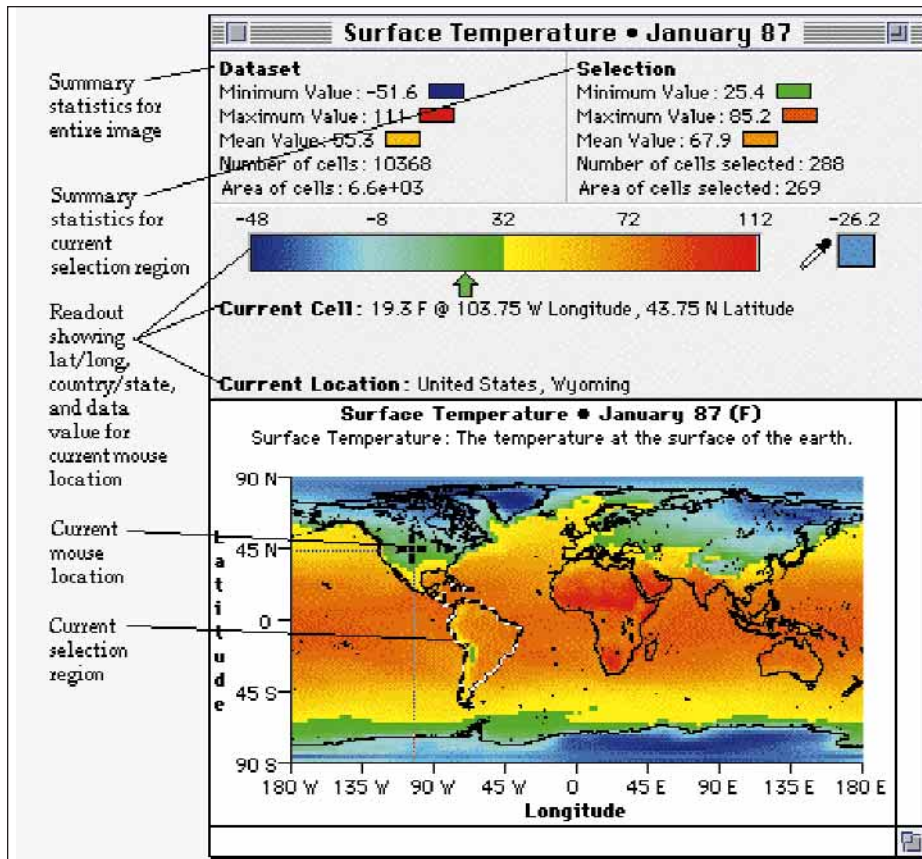 Surface Temperature • January 87
Summary
statistics for
entire image
Summary
statistics for
current
selection region
Readout
showing
lat/long,
country/state,
and data
value for
current mouse
location
Current
mouse
location
Current
selection
region
Dataset
Minimum Value: -51.6
Maximum Value: 111
Mean Value: 55.3
Number of cells: 10368
Area of cells: 6.6e+03
Selection
Minimum Value: 25.4
Maximum Value: 85.2
Mean Value: 67.9
Number of cells selected: 288
Area of cells selected: 269
-48 -8 32 72 112 -26.2
Current Cell: 19.3 F @ 103.75 W Longitude, 43.75 N Latitude
Current Location: United States, Wyoming
Surface Temperature • January 87 (F)
Surface Temperature: The temperature at the surface of the earth.
90 N
45 N
0
45 S
90 S
Latitude
180 W 135 W 90 W 45 W 0 45 E 90 E 135 E 180 E
Longitude